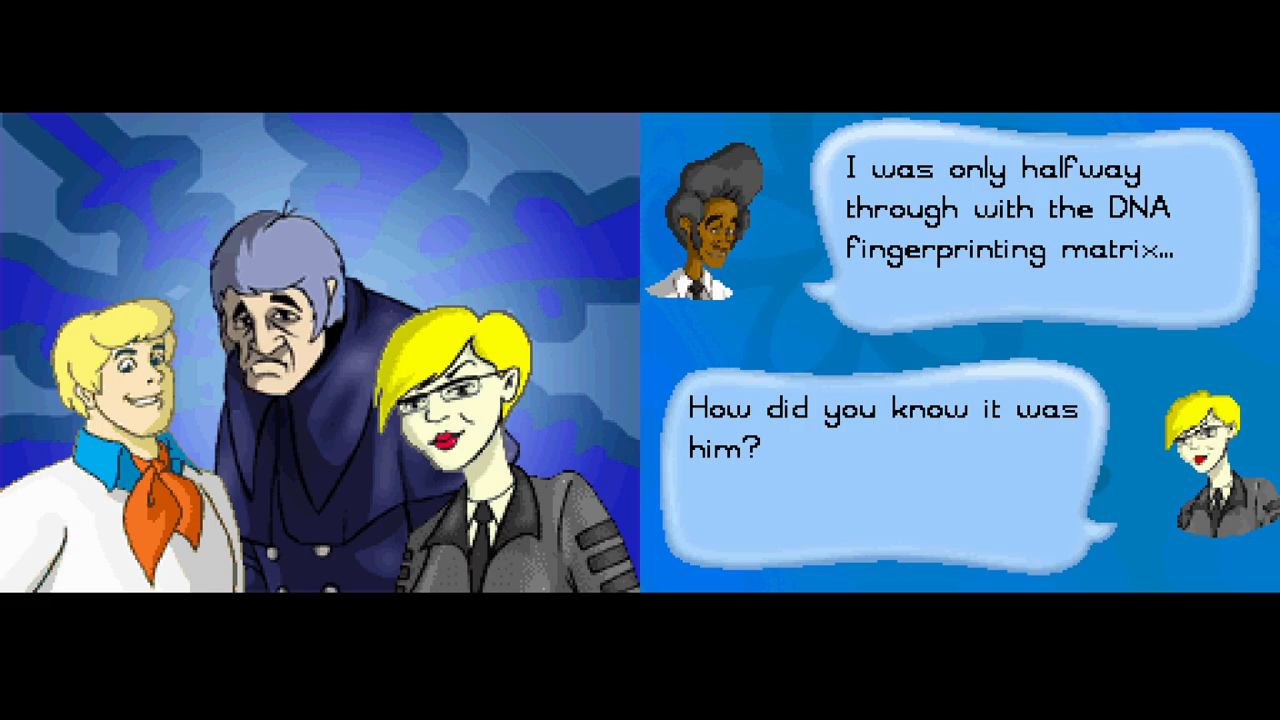 I was only halfway
through with the DNA
fingerprinting matrix...
How did you know it was
him?